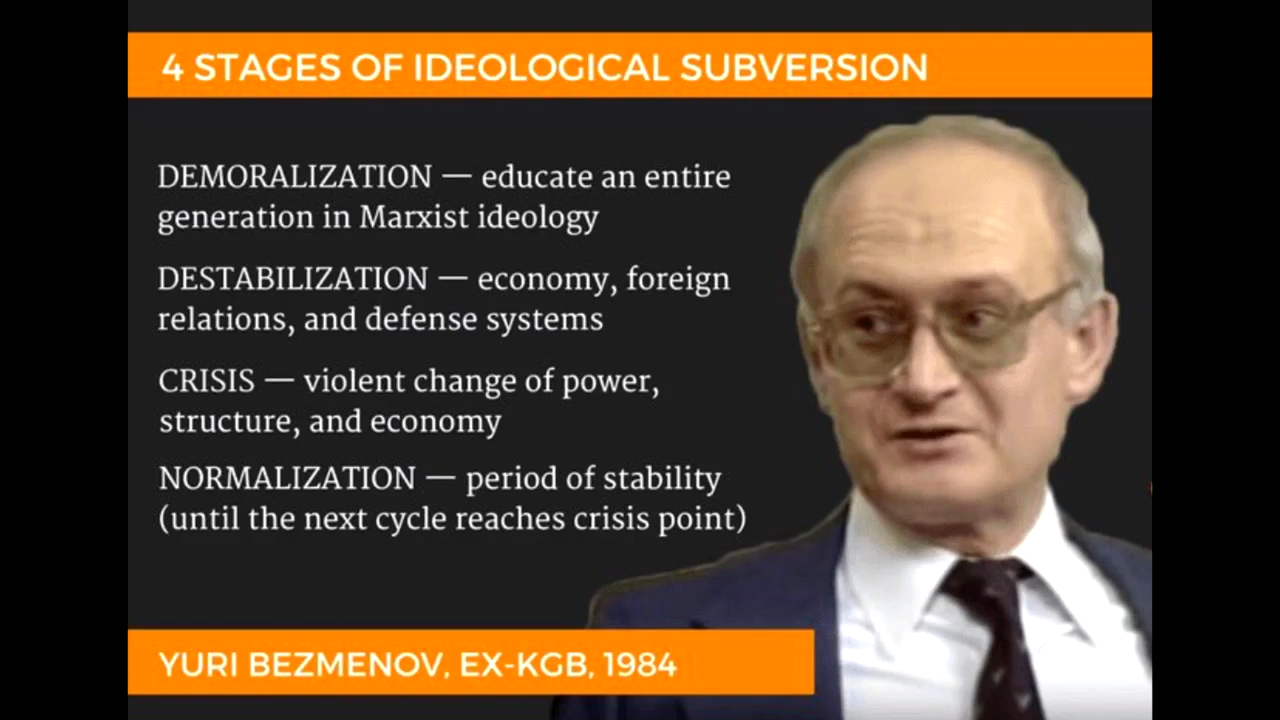 4 STAGES OF IDEOLOGICAL SUBVERSION
DEMORALIZATION — educate an entire
generation in Marxist ideology
DESTABILIZATION — economy, foreign
relations, and defense systems
CRISIS — violent change of power,
structure, and economy
NORMALIZATION — period of stability
(until the next cycle reaches crisis point)
YURI BEZMENOV, EX-KGB, 1984